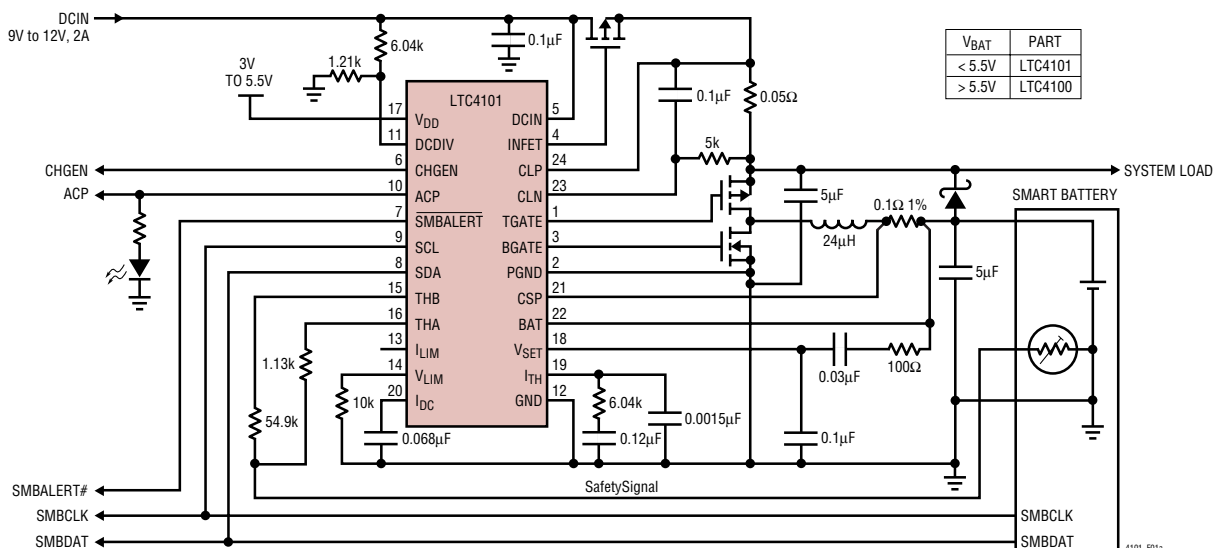 DCIN
9V to 12V, 2A
0.1µF
6.04k
1.21k
3V
TO 5.5V
LTC4101
17 VDD
11 DCDIV
6 CHGEN
10 ACP
7 SMBALERT
9 SCL
8 SDA
15 THB
16 THA
13 ILIM
14 VLIM
20 IDC
DCIN 5
INFET 4
CLP 24
CLN 23
TGATE 1
BGATE 3
PGND 2
CSP 21
BAT 22
VSET 18
ITH 19
GND 12
CHGEN
ACP
1.13k
54.9k
10k
0.068µF
6.04k
0.12µF
0.0015µF
0.1µF
0.03µF
100Ω
0.1µF
0.05Ω
5k
5µF
24µH
0.1Ω 1%
5µF
VBAT PART
< 5.5V LTC4101
> 5.5V LTC4100
SYSTEM LOAD
SMART BATTERY
SafetySignal
SMBALERT#
SMBCLK
SMBDAT
SMBCLK
SMBDAT